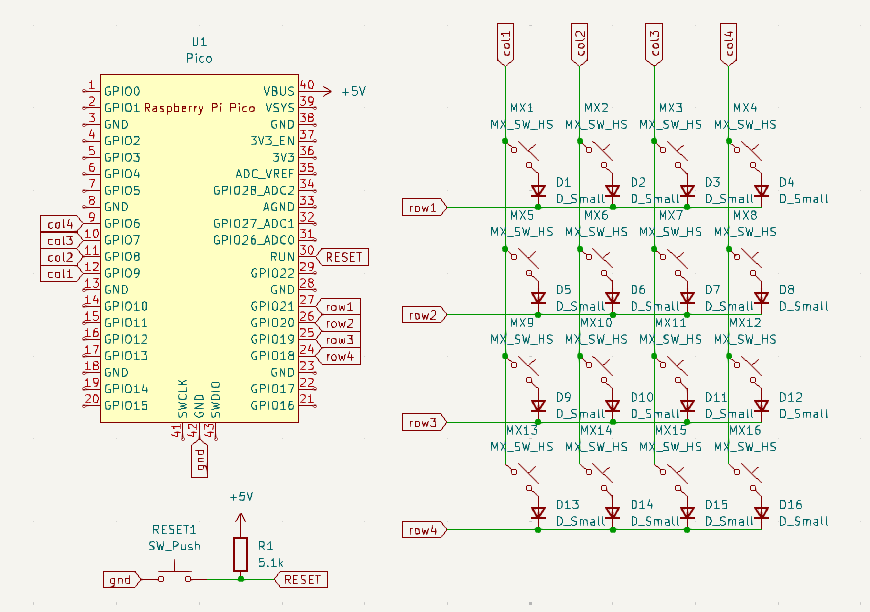 U1
Pico
Raspberry Pi Pico
1 GPIO0 VBUS 40 +5V
2 GPIO1 VSYS 39
3 GND GND 38
4 GPIO2 3V3_EN 37
5 GPIO3 3V3 36
6 GPIO4 ADC_VREF 35
7 GPIO5 GPIO28_ADC2 34
8 GND AGND 33
col4 9 GPIO6 GPIO27_ADC1 32
col3 10 GPIO7 GPIO26_ADC0 31
col2 11 GPIO8 RUN 30 RESET
col1 12 GPIO9 GPIO22 29
13 GND GND 28
14 GPIO10 GPIO21 27 row1
15 GPIO11 GPIO20 26 row2
16 GPIO12 GPIO19 25 row3
17 GPIO13 GPIO18 24 row4
18 GND GND 23
19 GPIO14 GPIO17 22
20 GPIO15 GPIO16 21
SWCLK GND SWDIO
41 42 43
gnd
+5V
RESET1
SW_Push
R1
5.1k
gnd
RESET
col1 col2 col3 col4
MX1 MX2 MX3 MX4
MX_SW_HS MX_SW_HS MX_SW_HS MX_SW_HS
D1 D2 D3 D4
D_Small D_Small D_Small D_Small
row1
MX5 MX6 MX7 MX8
MX_SW_HS MX_SW_HS MX_SW_HS MX_SW_HS
D5 D6 D7 D8
D_Small D_Small D_Small D_Small
row2
MX9 MX10 MX11 MX12
MX_SW_HS MX_SW_HS MX_SW_HS MX_SW_HS
D9 D10 D11 D12
D_Small D_Small D_Small D_Small
row3
MX13 MX14 MX15 MX16
MX_SW_HS MX_SW_HS MX_SW_HS MX_SW_HS
D13 D14 D15 D16
D_Small D_Small D_Small D_Small
row4